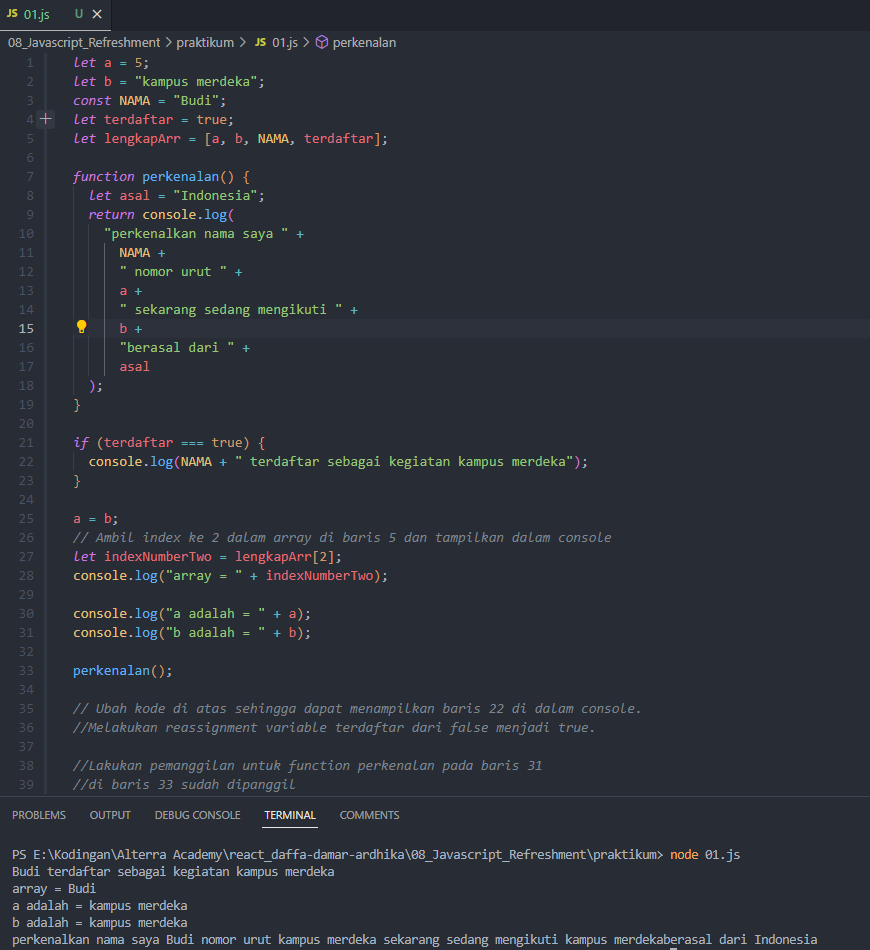 JS 01.js U ×
08_Javascript_Refreshment > praktikum > JS 01.js > perkenalan
1 let a = 5;
2 let b = "kampus merdeka";
3 const NAMA = "Budi";
4 let terdaftar = true;
5 let lengkapArr = [a, b, NAMA, terdaftar];
6
7 function perkenalan() {
8 let asal = "Indonesia";
9 return console.log(
10 "perkenalkan nama saya " +
11 NAMA +
12 " nomor urut " +
13 a +
14 " sekarang sedang mengikuti " +
15 b +
16 "berasal dari " +
17 asal
18 );
19 }
20
21 if (terdaftar === true) {
22 console.log(NAMA + " terdaftar sebagai kegiatan kampus merdeka");
23 }
24
25 a = b;
26 // Ambil index ke 2 dalam array di baris 5 dan tampilkan dalam console
27 let indexNumberTwo = lengkapArr[2];
28 console.log("array = " + indexNumberTwo);
29
30 console.log("a adalah = " + a);
31 console.log("b adalah = " + b);
32
33 perkenalan();
34
35 // Ubah kode di atas sehingga dapat menampilkan baris 22 di dalam console.
36 //Melakukan reassignment variable terdaftar dari false menjadi true.
37
38 //Lakukan pemanggilan untuk function perkenalan pada baris 31
39 //di baris 33 sudah dipanggil
PROBLEMS OUTPUT DEBUG CONSOLE TERMINAL COMMENTS
PS E:\Kodingan\Alterra Academy\react_daffa-damar-ardhika\08_Javascript_Refreshment\praktikum> node 01.js
Budi terdaftar sebagai kegiatan kampus merdeka
array = Budi
a adalah = kampus merdeka
b adalah = kampus merdeka
perkenalkan nama saya Budi nomor urut kampus merdeka sekarang sedang mengikuti kampus merdekaberasal dari Indonesia